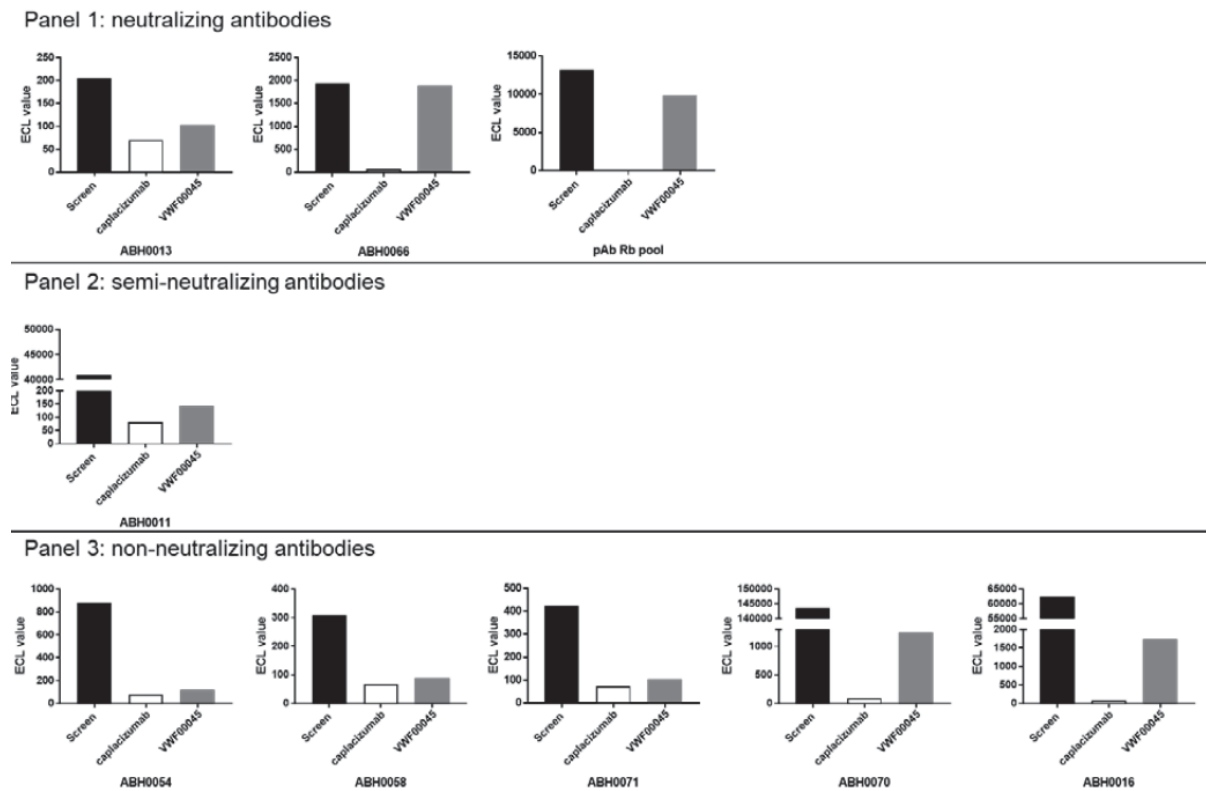 Panel 1: neutralizing antibodies
ECL value
250
200
150
100
50
0
Screen
caplacizumab
VWF00045
ABH0013
ECL value
2500
2000
1500
1000
500
0
Screen
caplacizumab
VWF00045
ABH0066
ECL value
15000
10000
5000
0
Screen
caplacizumab
VWF00045
pAb Rb pool
Panel 2: semi-neutralizing antibodies
ECL value
50000
45000
40000
200
150
100
50
0
Screen
caplacizumab
VWF00045
ABH0011
Panel 3: non-neutralizing antibodies
ECL value
1000
800
600
400
200
0
Screen
caplacizumab
VWF00045
ABH0054
ECL value
400
300
200
100
0
Screen
caplacizumab
VWF00045
ABH0058
ECL value
500
400
300
200
100
0
Screen
caplacizumab
VWF00045
ABH0071
ECL value
150000
145000
140000
1000
500
0
Screen
caplacizumab
VWF00045
ABH0070
ECL value
65000
60000
55000
2000
1500
1000
500
0
Screen
caplacizumab
VWF00045
ABH0016